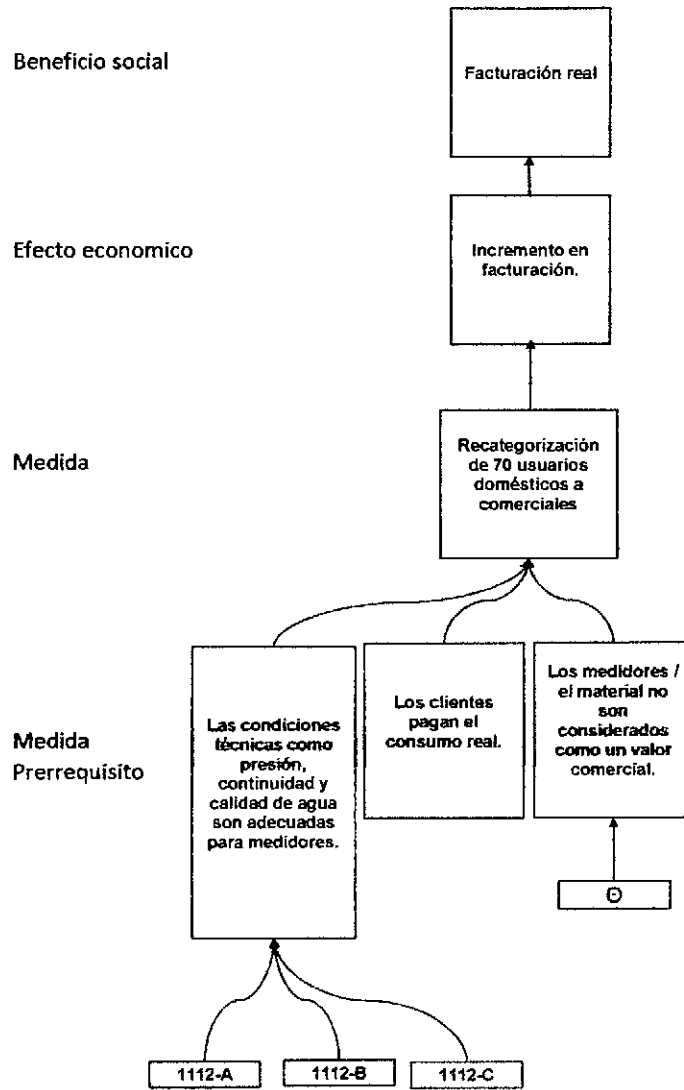 Beneficio social
Facturación real
Efecto economico
Incremento en
facturación.
Medida
Recategorización
de 70 usuarios
domésticos a
comerciales
Medida
Prerrequísito
Las condiciones
técnicas como
presión,
continuidad y
calidad de agua
son adecuadas
para medidores.
Los clientes
pagan el
consumo real.
Los medidores /
el material no
son
considerados
como un valor
comercial.
1112-A
1112-B
1112-C